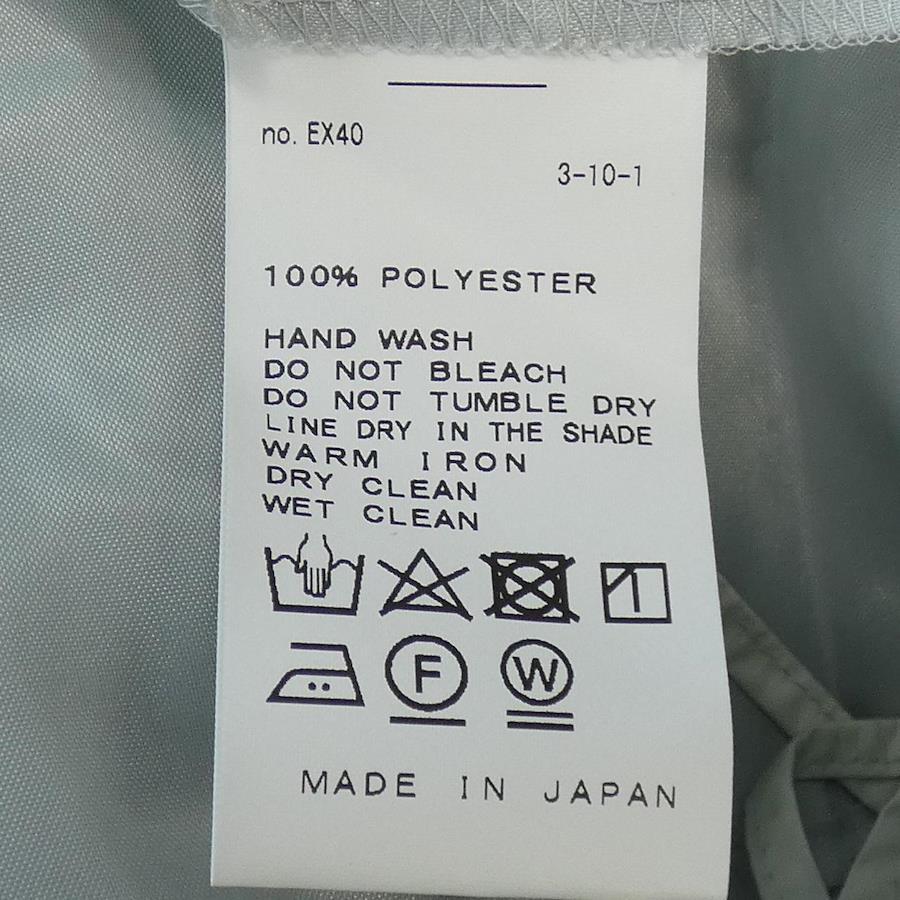 no. EX40
3-10-1
100% POLYESTER
HAND WASH
DO NOT BLEACH
DO NOT TUMBLE DRY
LINE DRY IN THE SHADE
WARM IRON
DRY CLEAN
WET CLEAN
F
W
MADE IN JAPAN